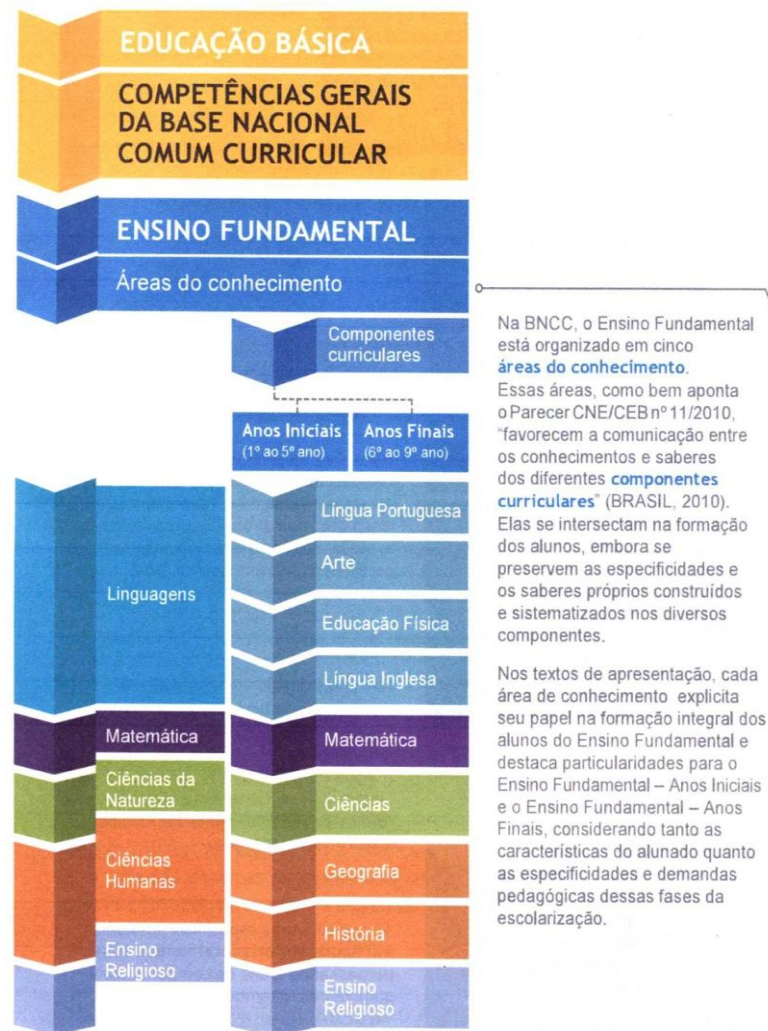 EDUCAÇÃO BÁSICA
COMPETÊNCIAS GERAIS
DA BASE NACIONAL
COMUM CURRICULAR
ENSINO FUNDAMENTAL
Áreas do conhecimento
Componentes
curriculares
Anos Iniciais
(1º ao 5º ano)
Anos Finais
(6º ao 9º ano)
Linguagens
Matemática
Ciências da
Natureza
Ciências
Humanas
Ensino
Religioso
Língua Portuguesa
Arte
Educação Física
Língua Inglesa
Matemática
Ciências
Geografia
História
Ensino
Religioso
Na BNCC, o Ensino Fundamental
está organizado em cinco
áreas do conhecimento.
Essas áreas, como bem aponta
o Parecer CNE/CEB nº 11/2010,
“favorecem a comunicação entre
os conhecimentos e saberes
dos diferentes componentes
curriculares” (BRASIL, 2010).
Elas se intersectam na formação
dos alunos, embora se
preservem as especificidades e
os saberes próprios construídos
e sistematizados nos diversos
componentes.
Nos textos de apresentação, cada
área de conhecimento explicita
seu papel na formação integral dos
alunos do Ensino Fundamental e
destaca particularidades para o
Ensino Fundamental – Anos Iniciais
e o Ensino Fundamental – Anos
Finais, considerando tanto as
características do alunado quanto
as especificidades e demandas
pedagógicas dessas fases da
escolarização.